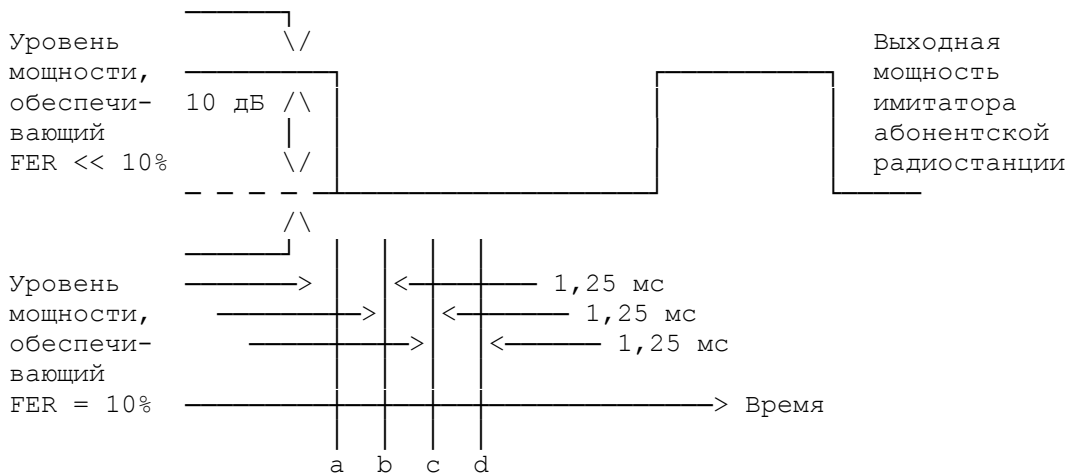 Уровень
мощности,
обеспечи-
вающий
FER << 10%
10 дБ
Выходная
мощность
имитатора
абонентской
радиостанции
Уровень
мощности,
обеспечи-
вающий
FER = 10%
1,25 мс
1,25 мс
1,25 мс
Время
a b c d